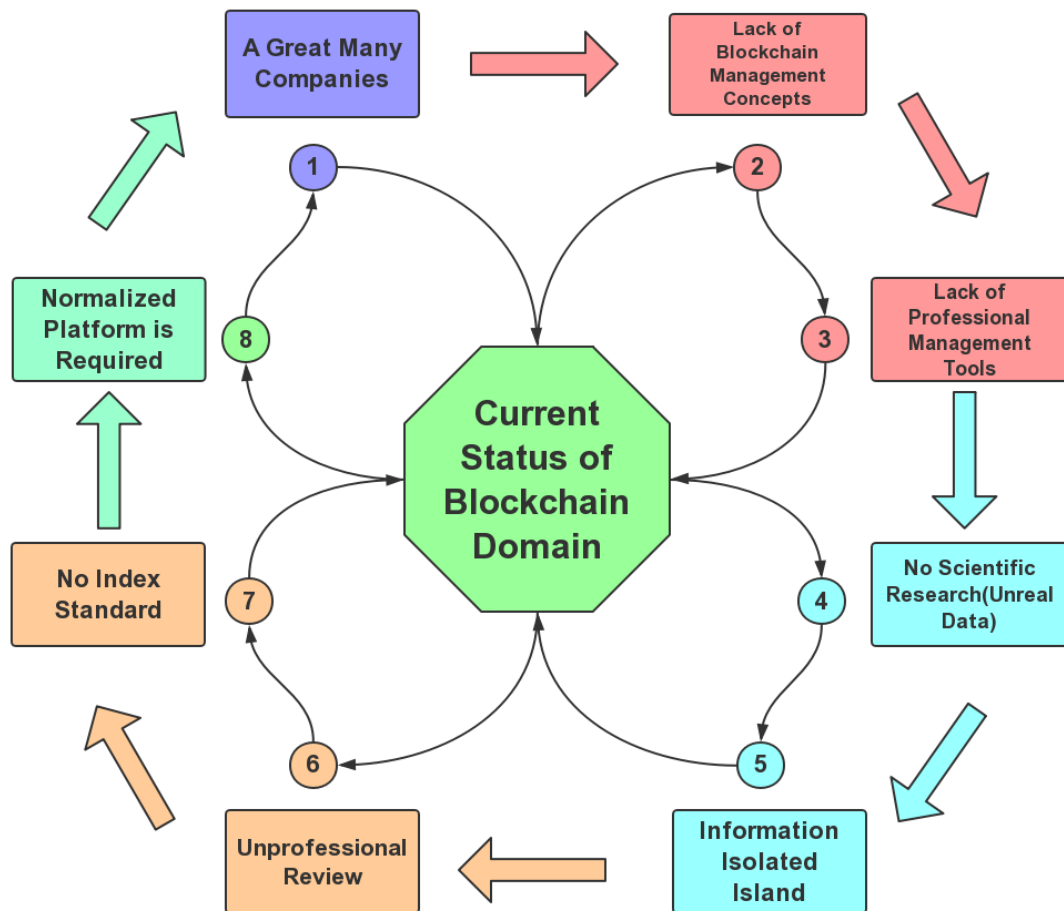 A Great Many
Companies
Lack of
Blockchain
Management
Concepts
1
2
Normalized
Platform is
Required
8
3
Lack of
Professional
Management
Tools
Current
Status of
Blockchain
Domain
No Index
Standard
7
4
No Scientific
Research(Unreal
Data)
6
5
Unprofessional
Review
Information
Isolated
Island